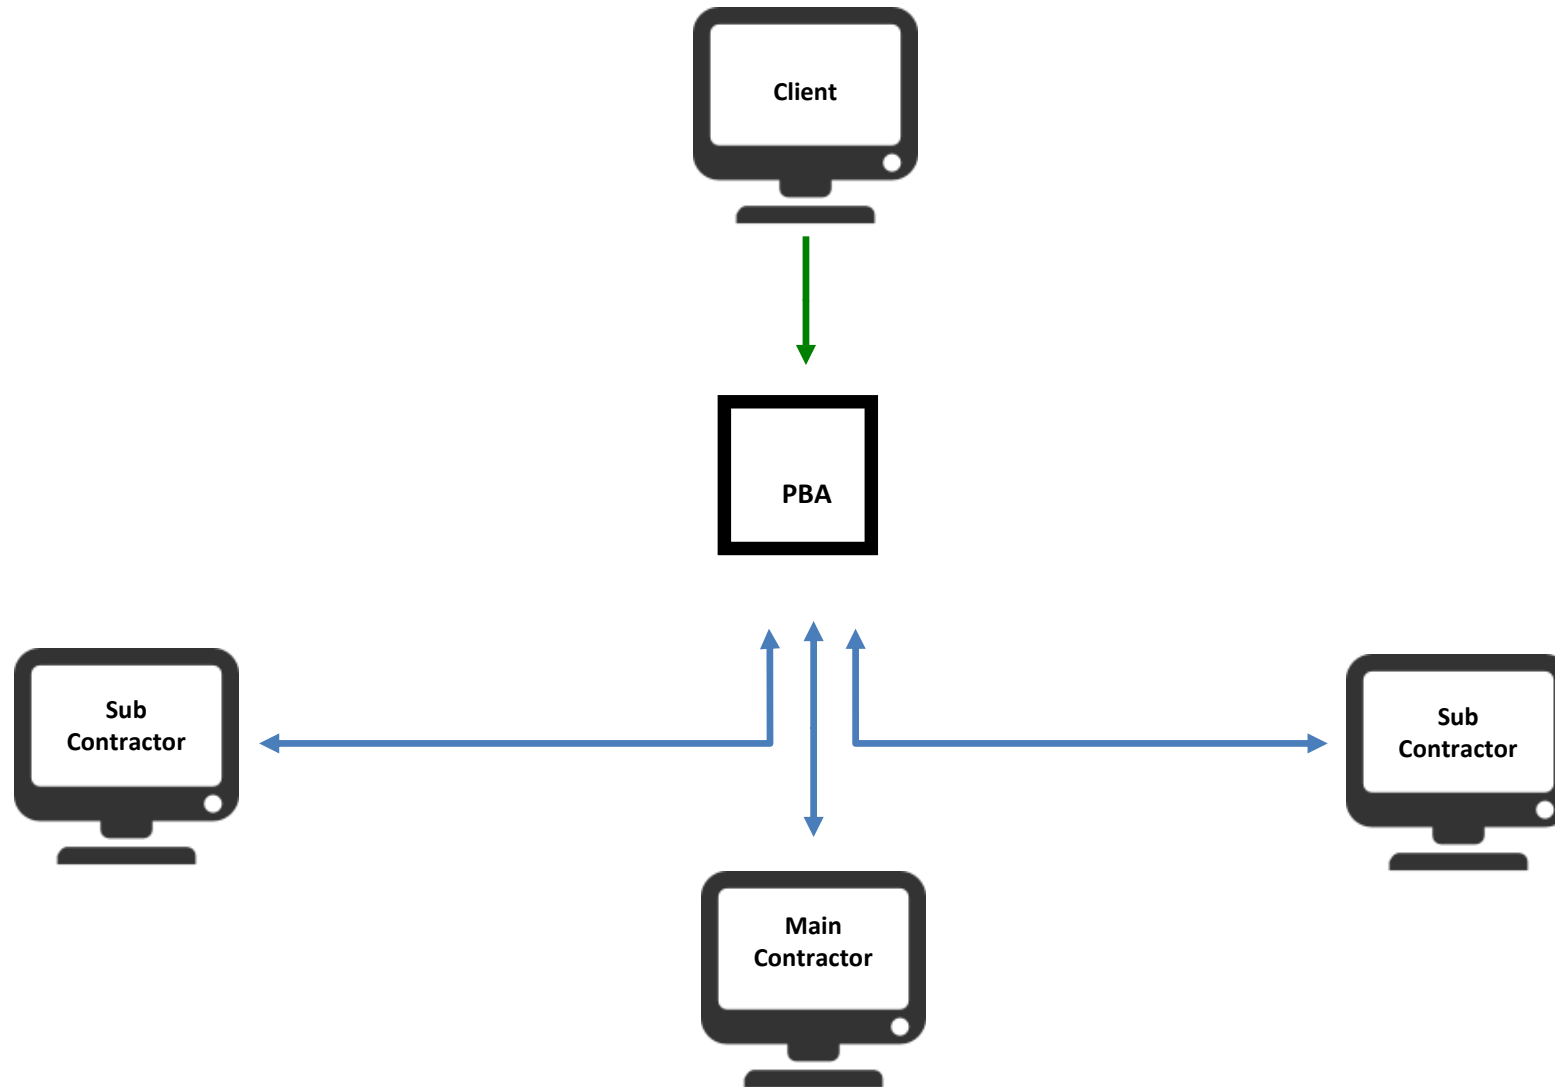 Client
PBA
Sub
Contractor
Sub
Contractor
Main
Contractor